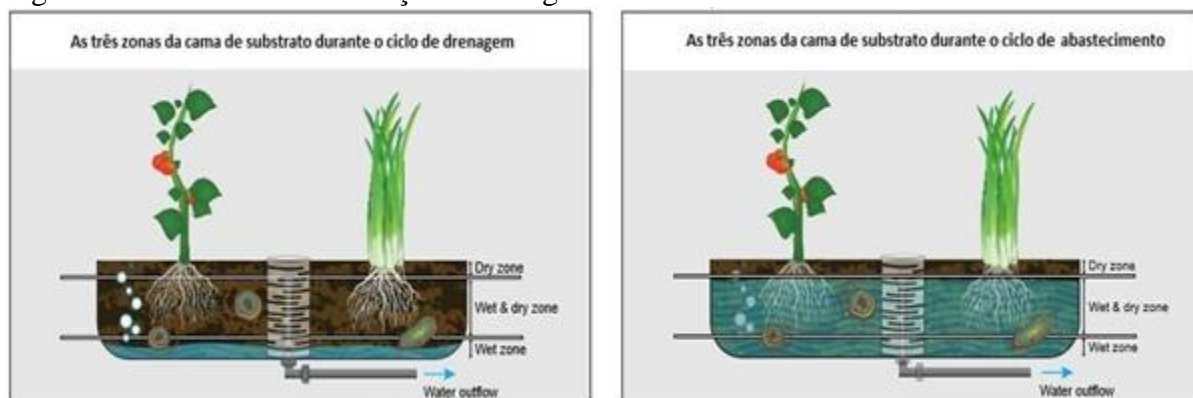 As três zonas da cama de substrato durante o ciclo de drenagem
Dry zone
Wet & dry zone
Wet zone
Water outflow
As três zonas da cama de substrato durante o ciclo de abastecimento
Dry zone
Wet & dry zone
Wet zone
Water outflow